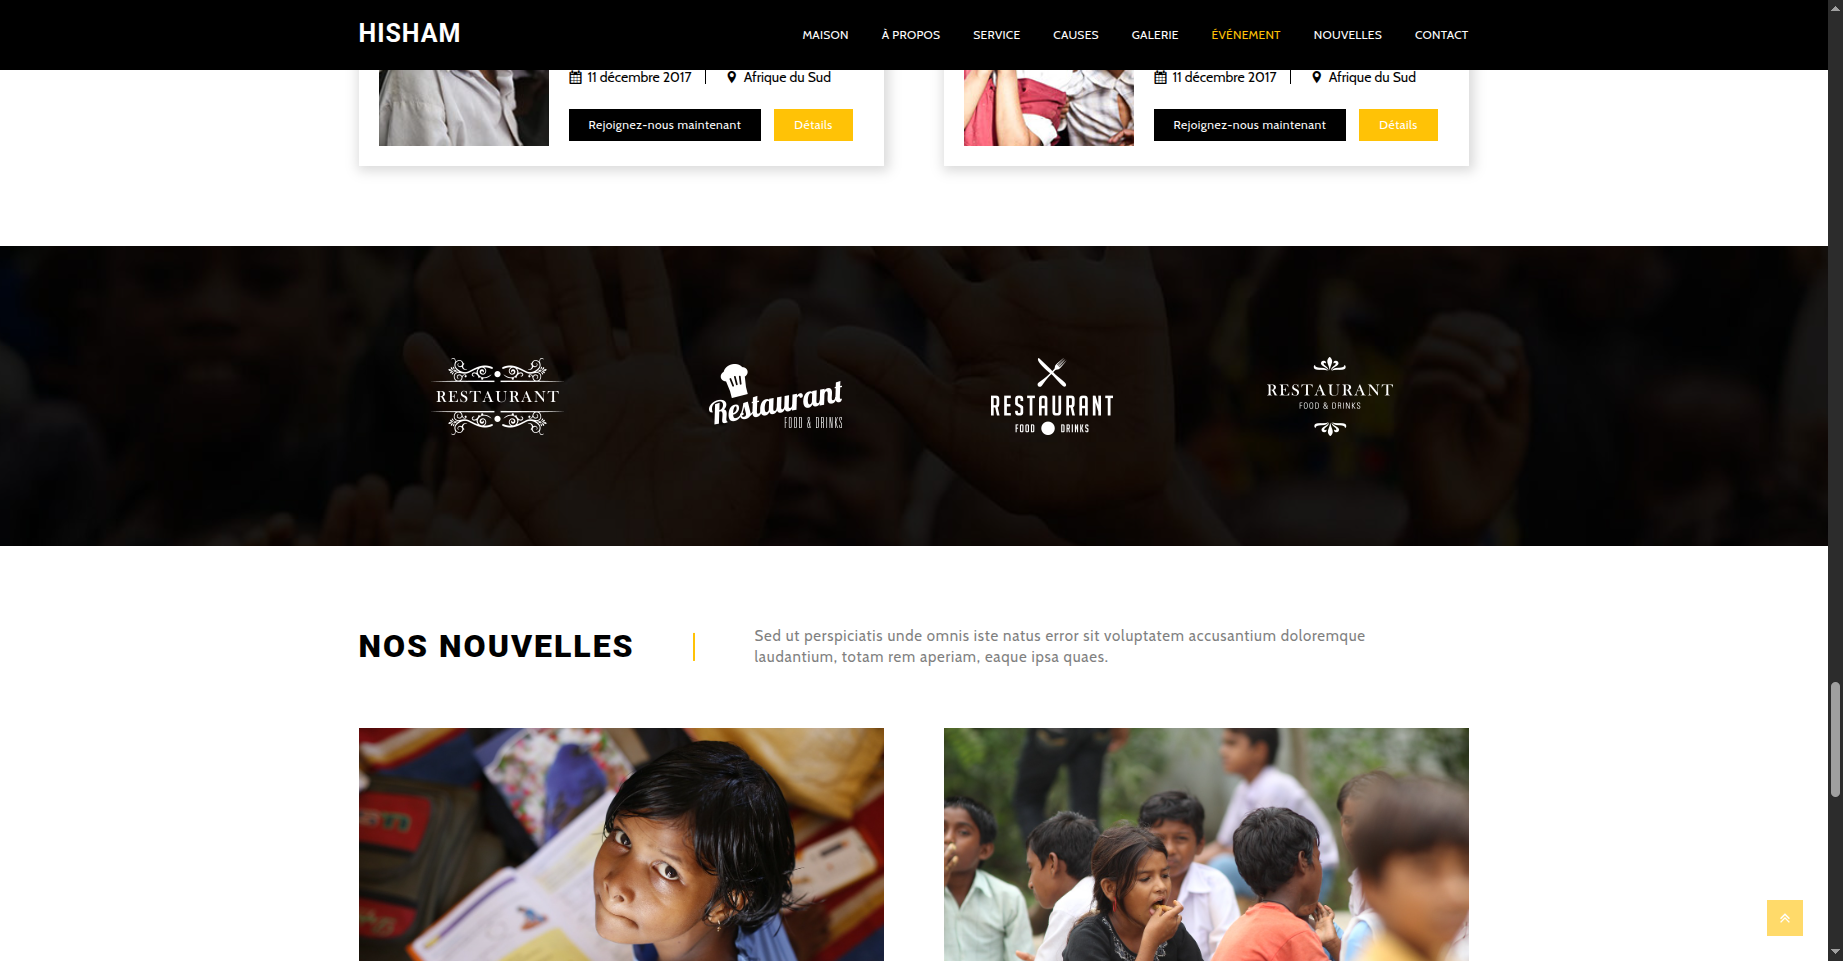 HISHAM
MAISON À PROPOS SERVICE CAUSES GALERIE ÉVÉNEMENT NOUVELLES CONTACT
11 décembre 2017 Afrique du Sud
Rejoignez-nous maintenant Détails
11 décembre 2017 Afrique du Sud
Rejoignez-nous maintenant Détails
RESTAURANT
Restaurant
FOOD & DRINKS
RESTAURANT
FOOD DRINKS
RESTAURANT
FOOD & DRINKS
NOS NOUVELLES
Sed ut perspiciatis unde omnis iste natus error sit voluptatem accusantium doloremque
laudantium, totam rem aperiam, eaque ipsa quaes.